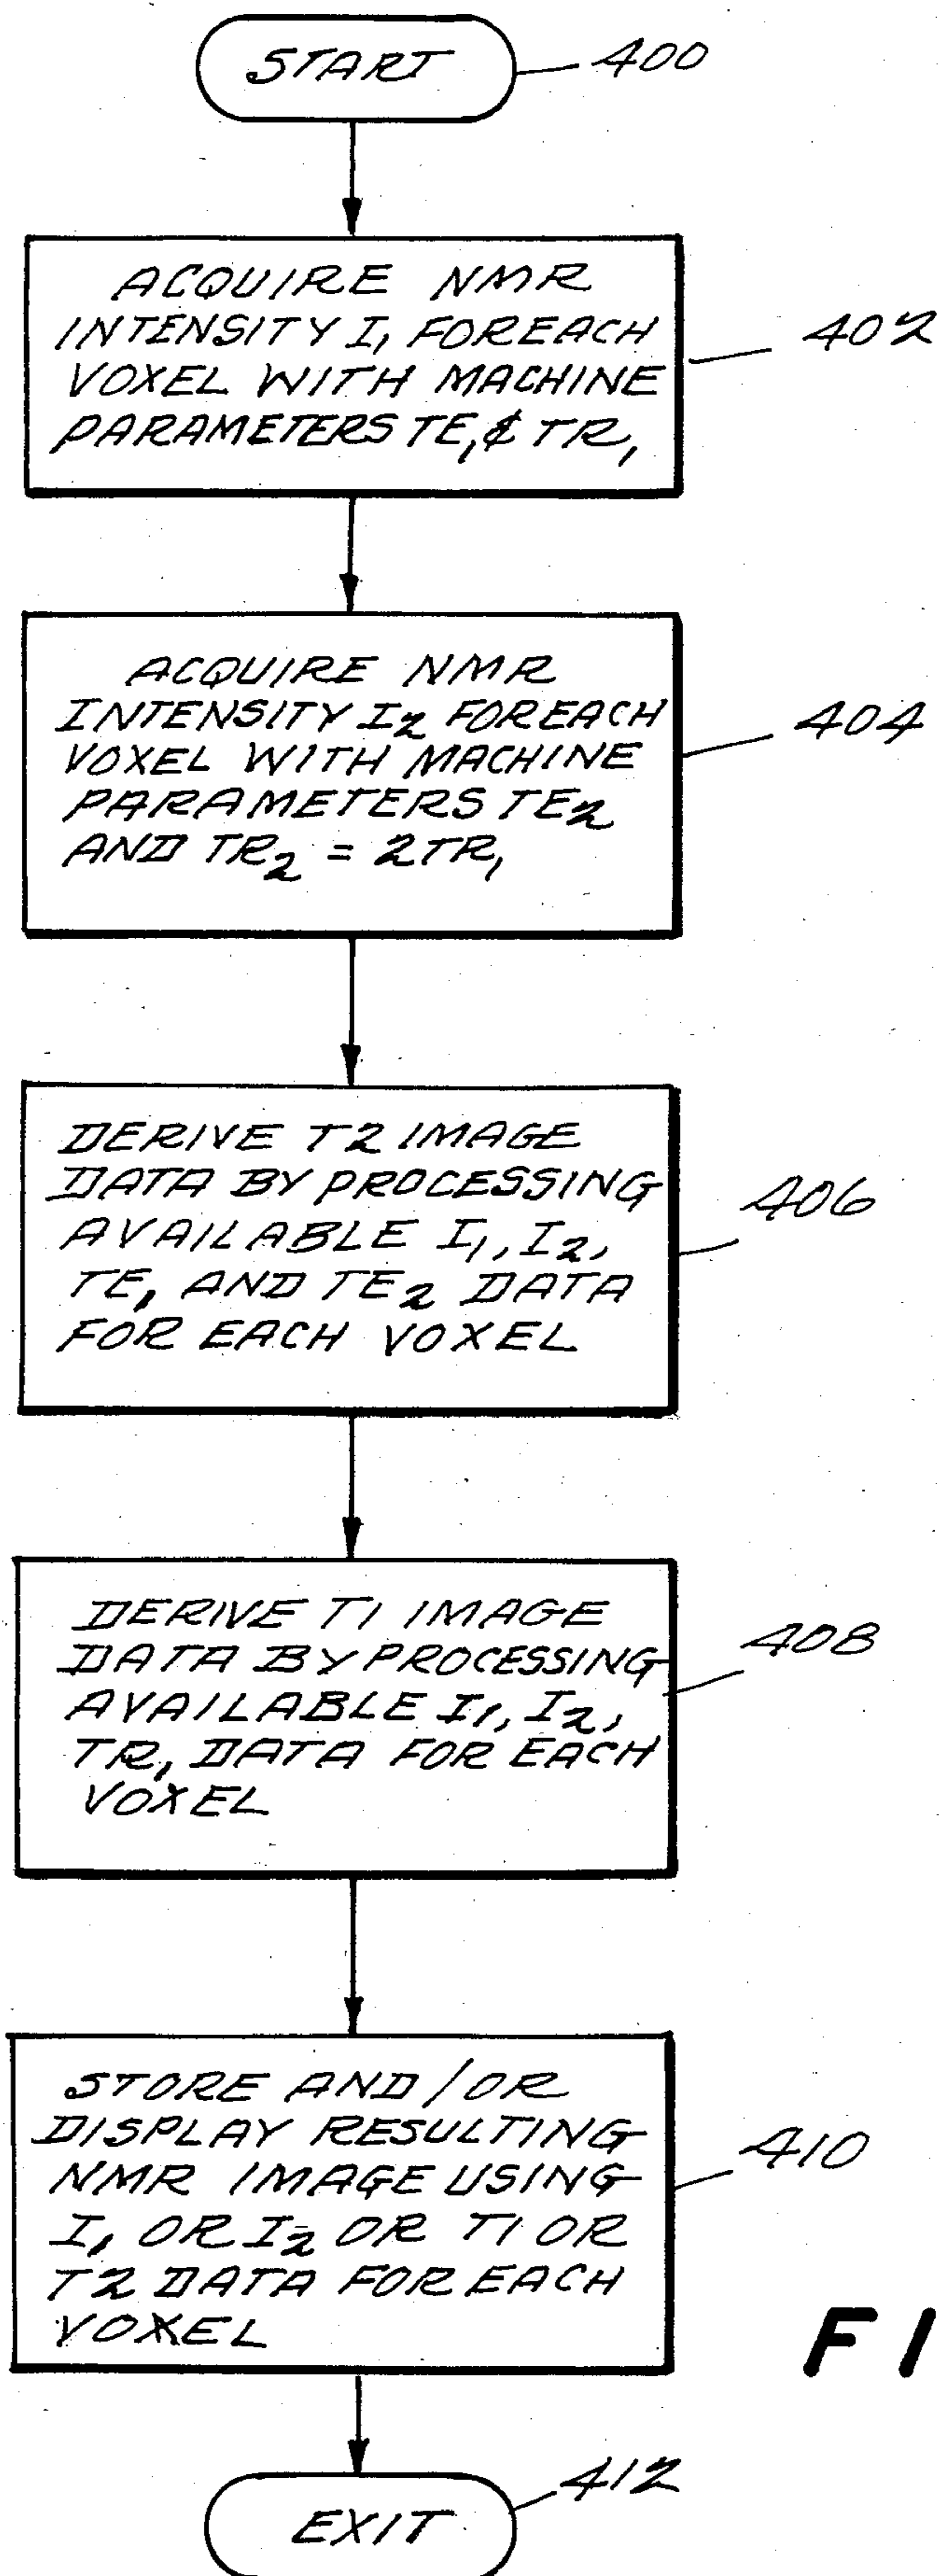 START
400
ACQUIRE NMR
INTENSITY I₁ FOR EACH
VOXEL WITH MACHINE
PARAMETERS TE₁ & TR₁
402
ACQUIRE NMR
INTENSITY I₂ FOR EACH
VOXEL WITH MACHINE
PARAMETERS TE₂
AND TR₂ = 2TR₁
404
DERIVE T2 IMAGE
DATA BY PROCESSING
AVAILABLE I₁, I₂,
TE₁ AND TE₂ DATA
FOR EACH VOXEL
406
DERIVE T1 IMAGE
DATA BY PROCESSING
AVAILABLE I₁, I₂,
TR₁ DATA FOR EACH
VOXEL
408
STORE AND/OR
DISPLAY RESULTING
NMR IMAGE USING
I₁ OR I₂ OR T1 OR
T2 DATA FOR EACH
VOXEL
410
FI
EXIT
412